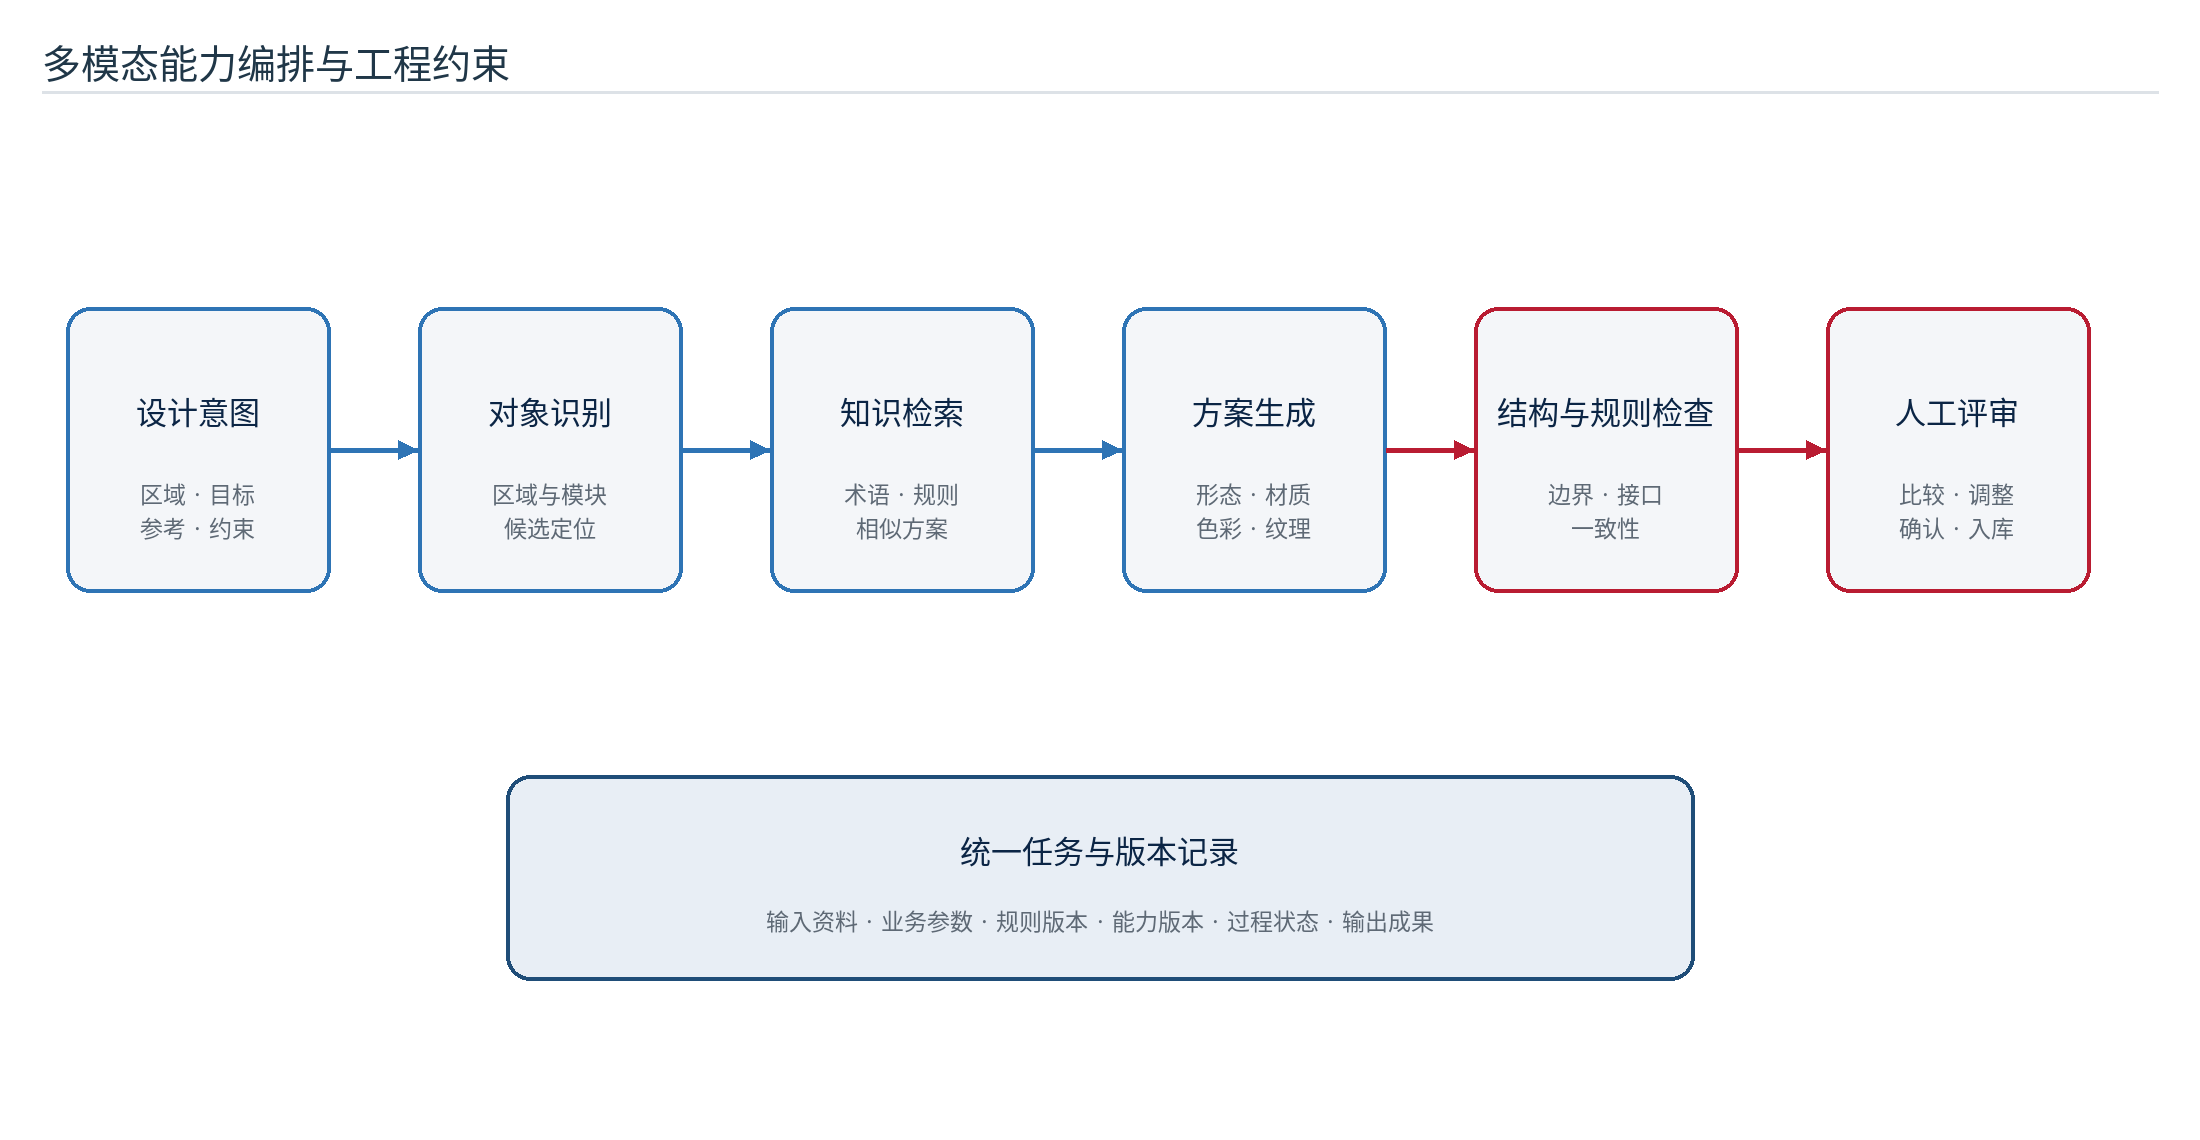 多模态能力编排与工程约束
设计意图
区域 · 目标
参考 · 约束
对象识别
区域与模块
候选定位
知识检索
术语 · 规则
相似方案
方案生成
形态 · 材质
色彩 · 纹理
结构与规则检查
边界 · 接口
一致性
人工评审
比较 · 调整
确认 · 入库
统一任务与版本记录
输入资料 · 业务参数 · 规则版本 · 能力版本 · 过程状态 · 输出成果